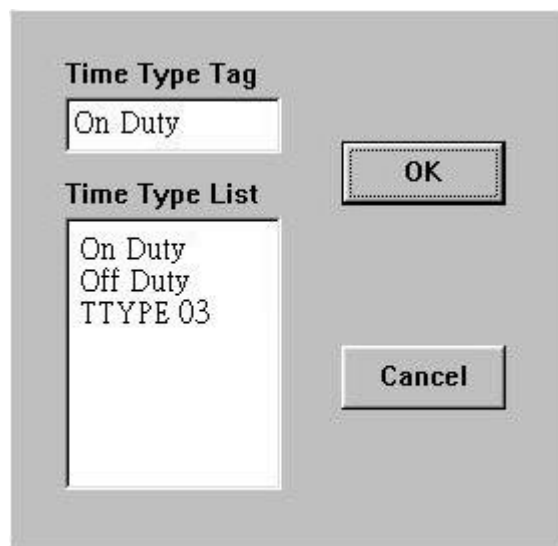 Time Type Tag
On Duty
OK
Time Type List
On Duty
Off Duty
TTYPE 03
Cancel